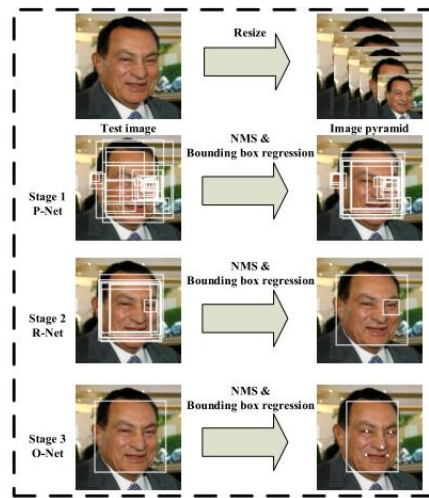 Resize
Test image
Image pyramid
NMS &
Bounding box regression
Stage 1
P-Net
NMS &
Bounding box regression
Stage 2
R-Net
NMS &
Bounding box regression
Stage 3
O-Net